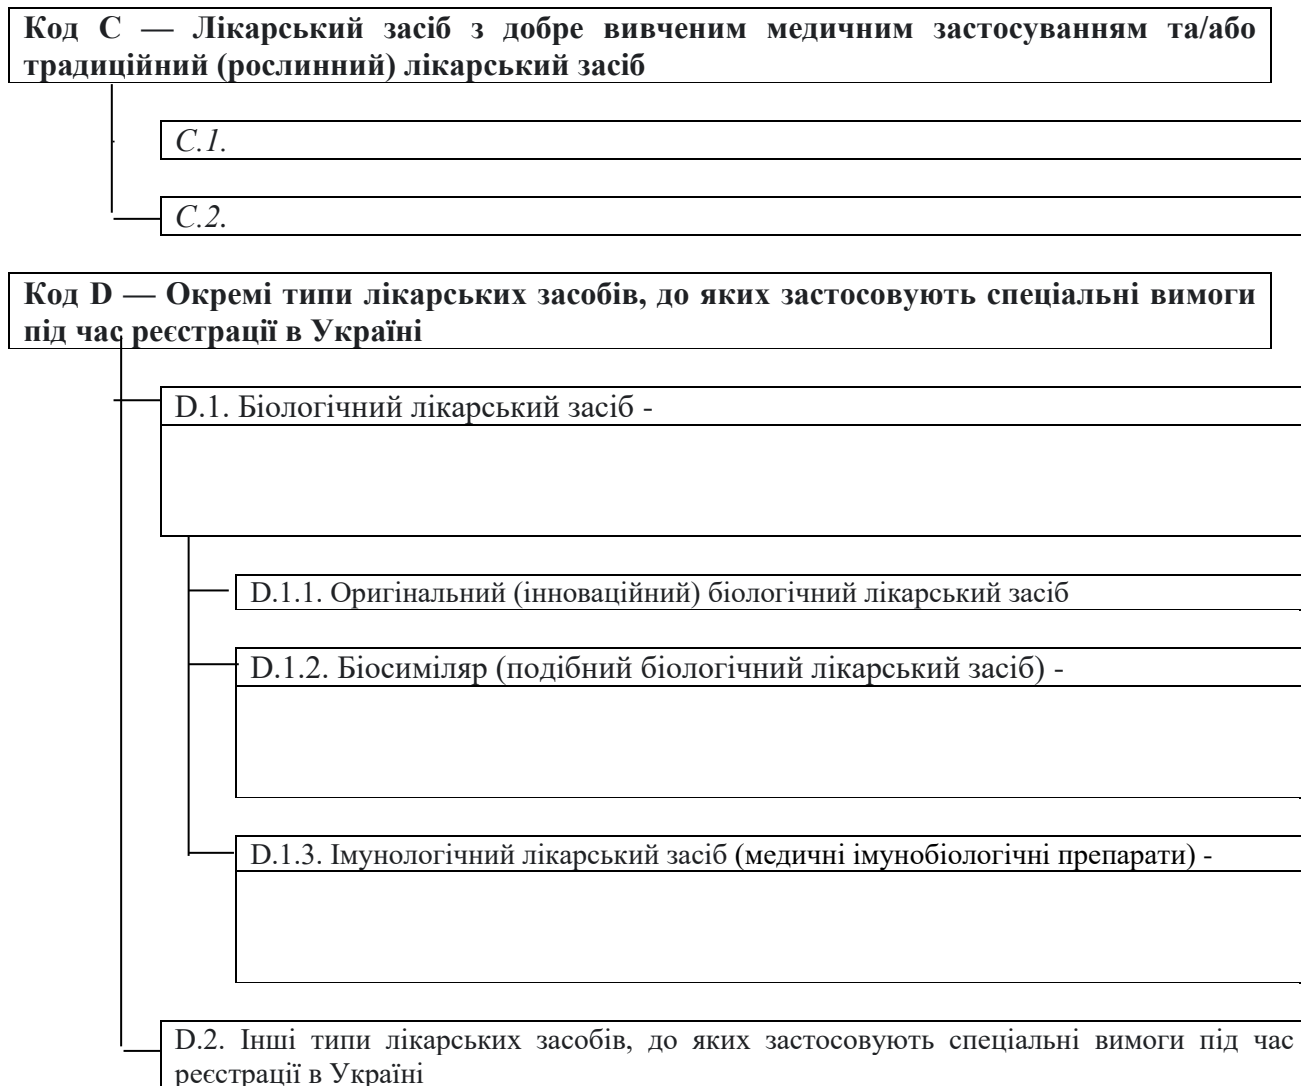 Код С — Лікарський засіб з добре вивченим медичним застосуванням та/або
традиційний (рослинний) лікарський засіб
С.1.
С.2.
Код D — Окремі типи лікарських засобів, до яких застосовують спеціальні вимоги
під час реєстрації в Україні
D.1. Біологічний лікарський засіб -
D.1.1. Оригінальний (інноваційний) біологічний лікарський засіб
D.1.2. Біосиміляр (подібний біологічний лікарський засіб) -
D.1.3. Імунологічний лікарський засіб (медичні імунобіологічні препарати) -
D.2. Інші типи лікарських засобів, до яких застосовують спеціальні вимоги під час
реєстрації в Україні